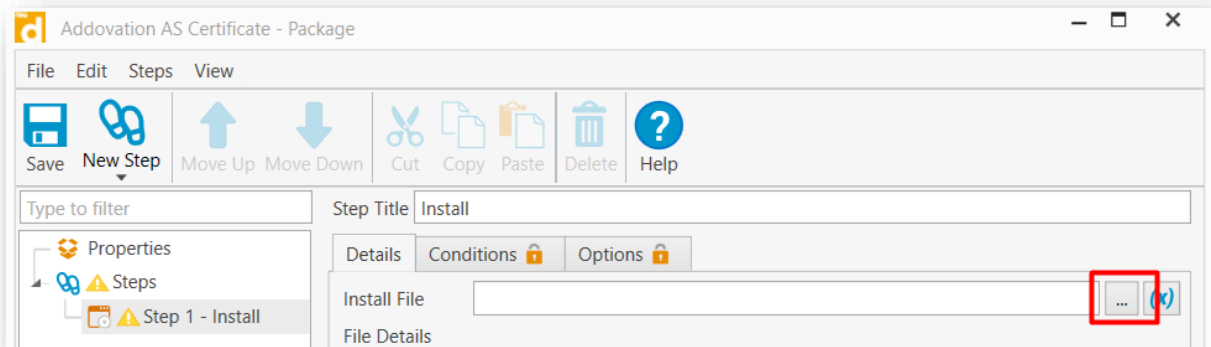 Addovation AS Certificate - Package
File Edit Steps View
Save New Step Move Up Move Down Cut Copy Paste Delete Help
Type to filter
Step Title Install
Properties
Details Conditions Options
Steps
Install File ... (x)
Step 1 - Install
File Details